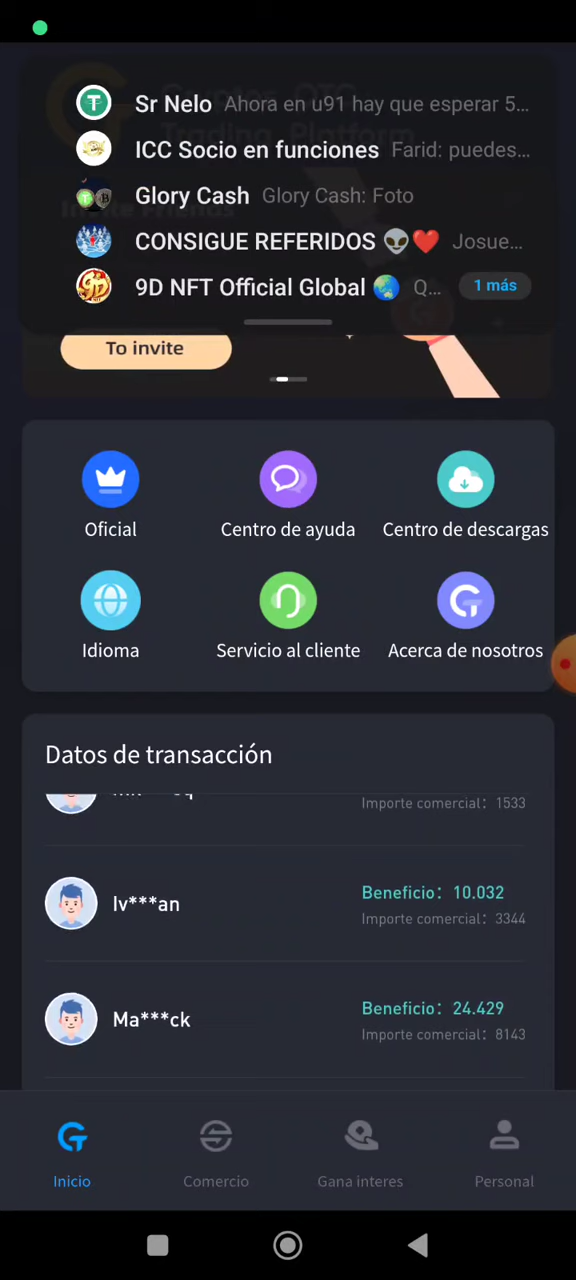 Sr Nelo Ahora en u91 hay que esperar 5...
ICC Socio en funciones Farid: puedes...
Glory Cash Glory Cash: Foto
CONSIGUE REFERIDOS 👽❤️ Josue...
9D NFT Official Global 🌏 Q... 1 más
To invite
Oficial
Centro de ayuda
Centro de descargas
Idioma
Servicio al cliente
Acerca de nosotros
Datos de transacción
Importe comercial: 1533
Iv***an
Beneficio: 10.032
Importe comercial: 3344
Ma***ck
Beneficio: 24.429
Importe comercial: 8143
Inicio
Comercio
Gana interes
Personal